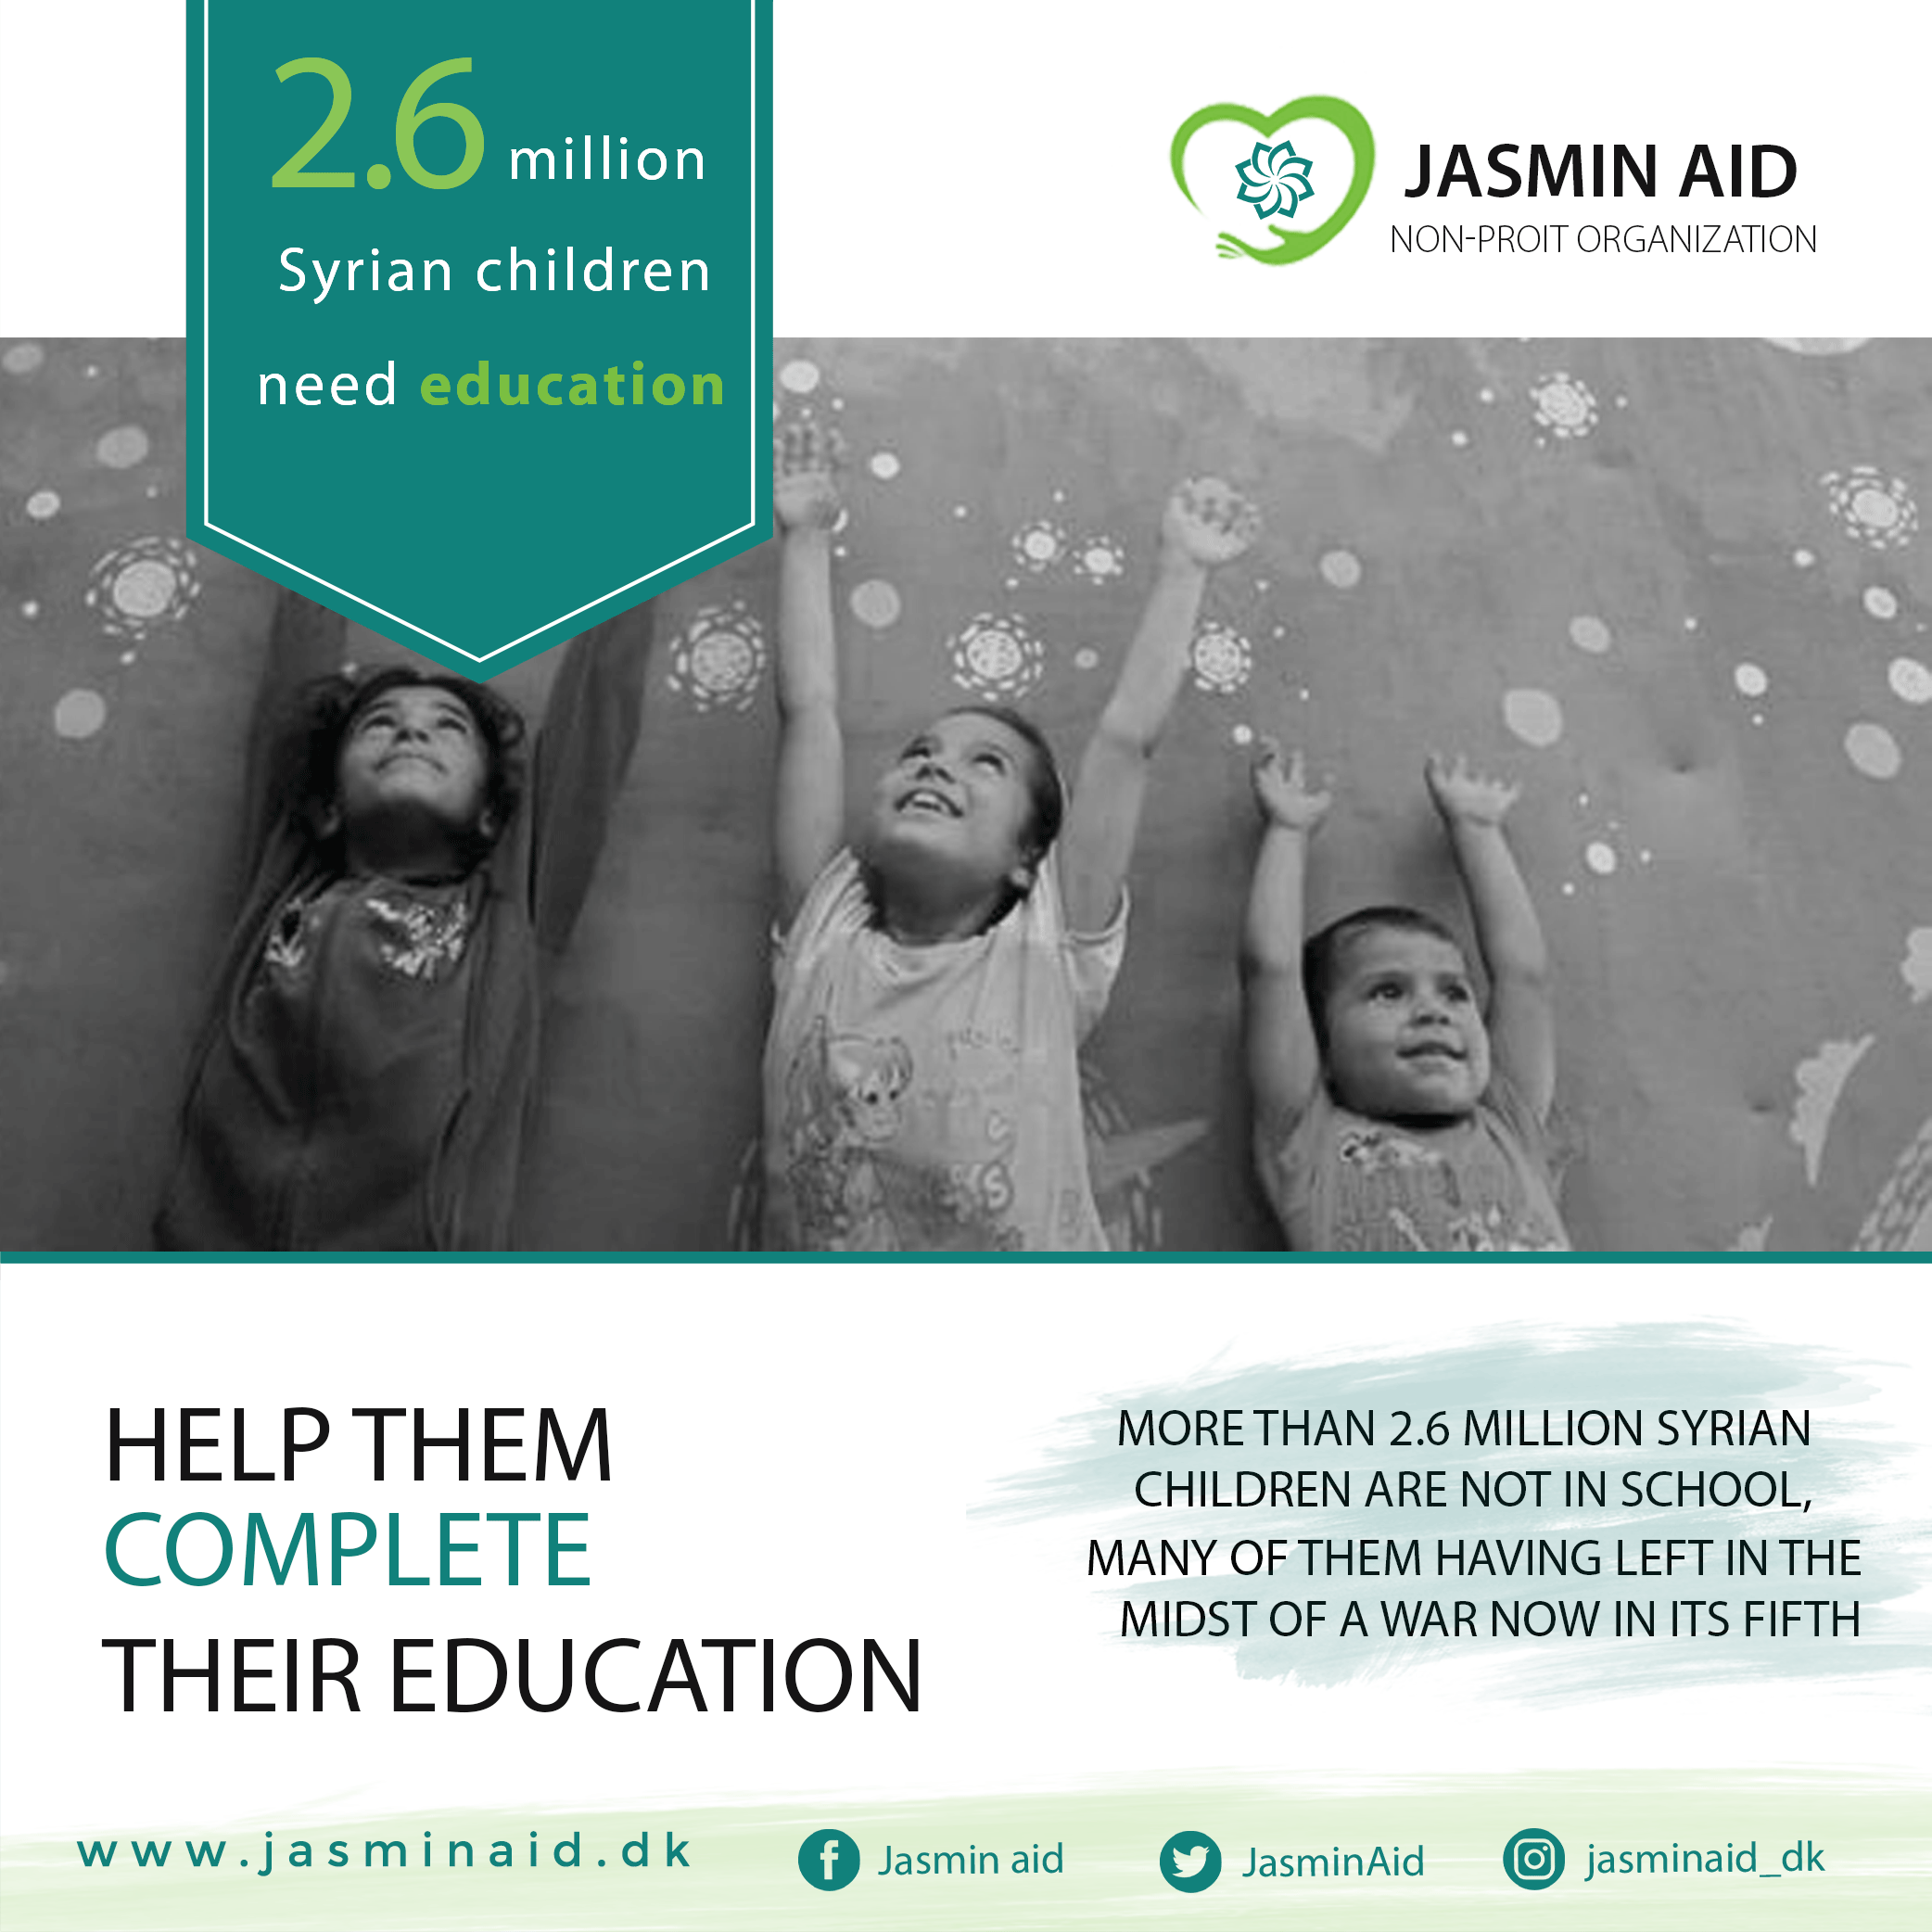 2.6 million
Syrian children
need education
JASMIN AID
NON-PROIT ORGANIZATION
HELP THEM
COMPLETE
THEIR EDUCATION
MORE THAN 2.6 MILLION SYRIAN
CHILDREN ARE NOT IN SCHOOL,
MANY OF THEM HAVING LEFT IN THE
MIDST OF A WAR NOW IN ITS FIFTH
www.jasminaid.dk
Jasmin aid
JasminAid
jasminaid_dk